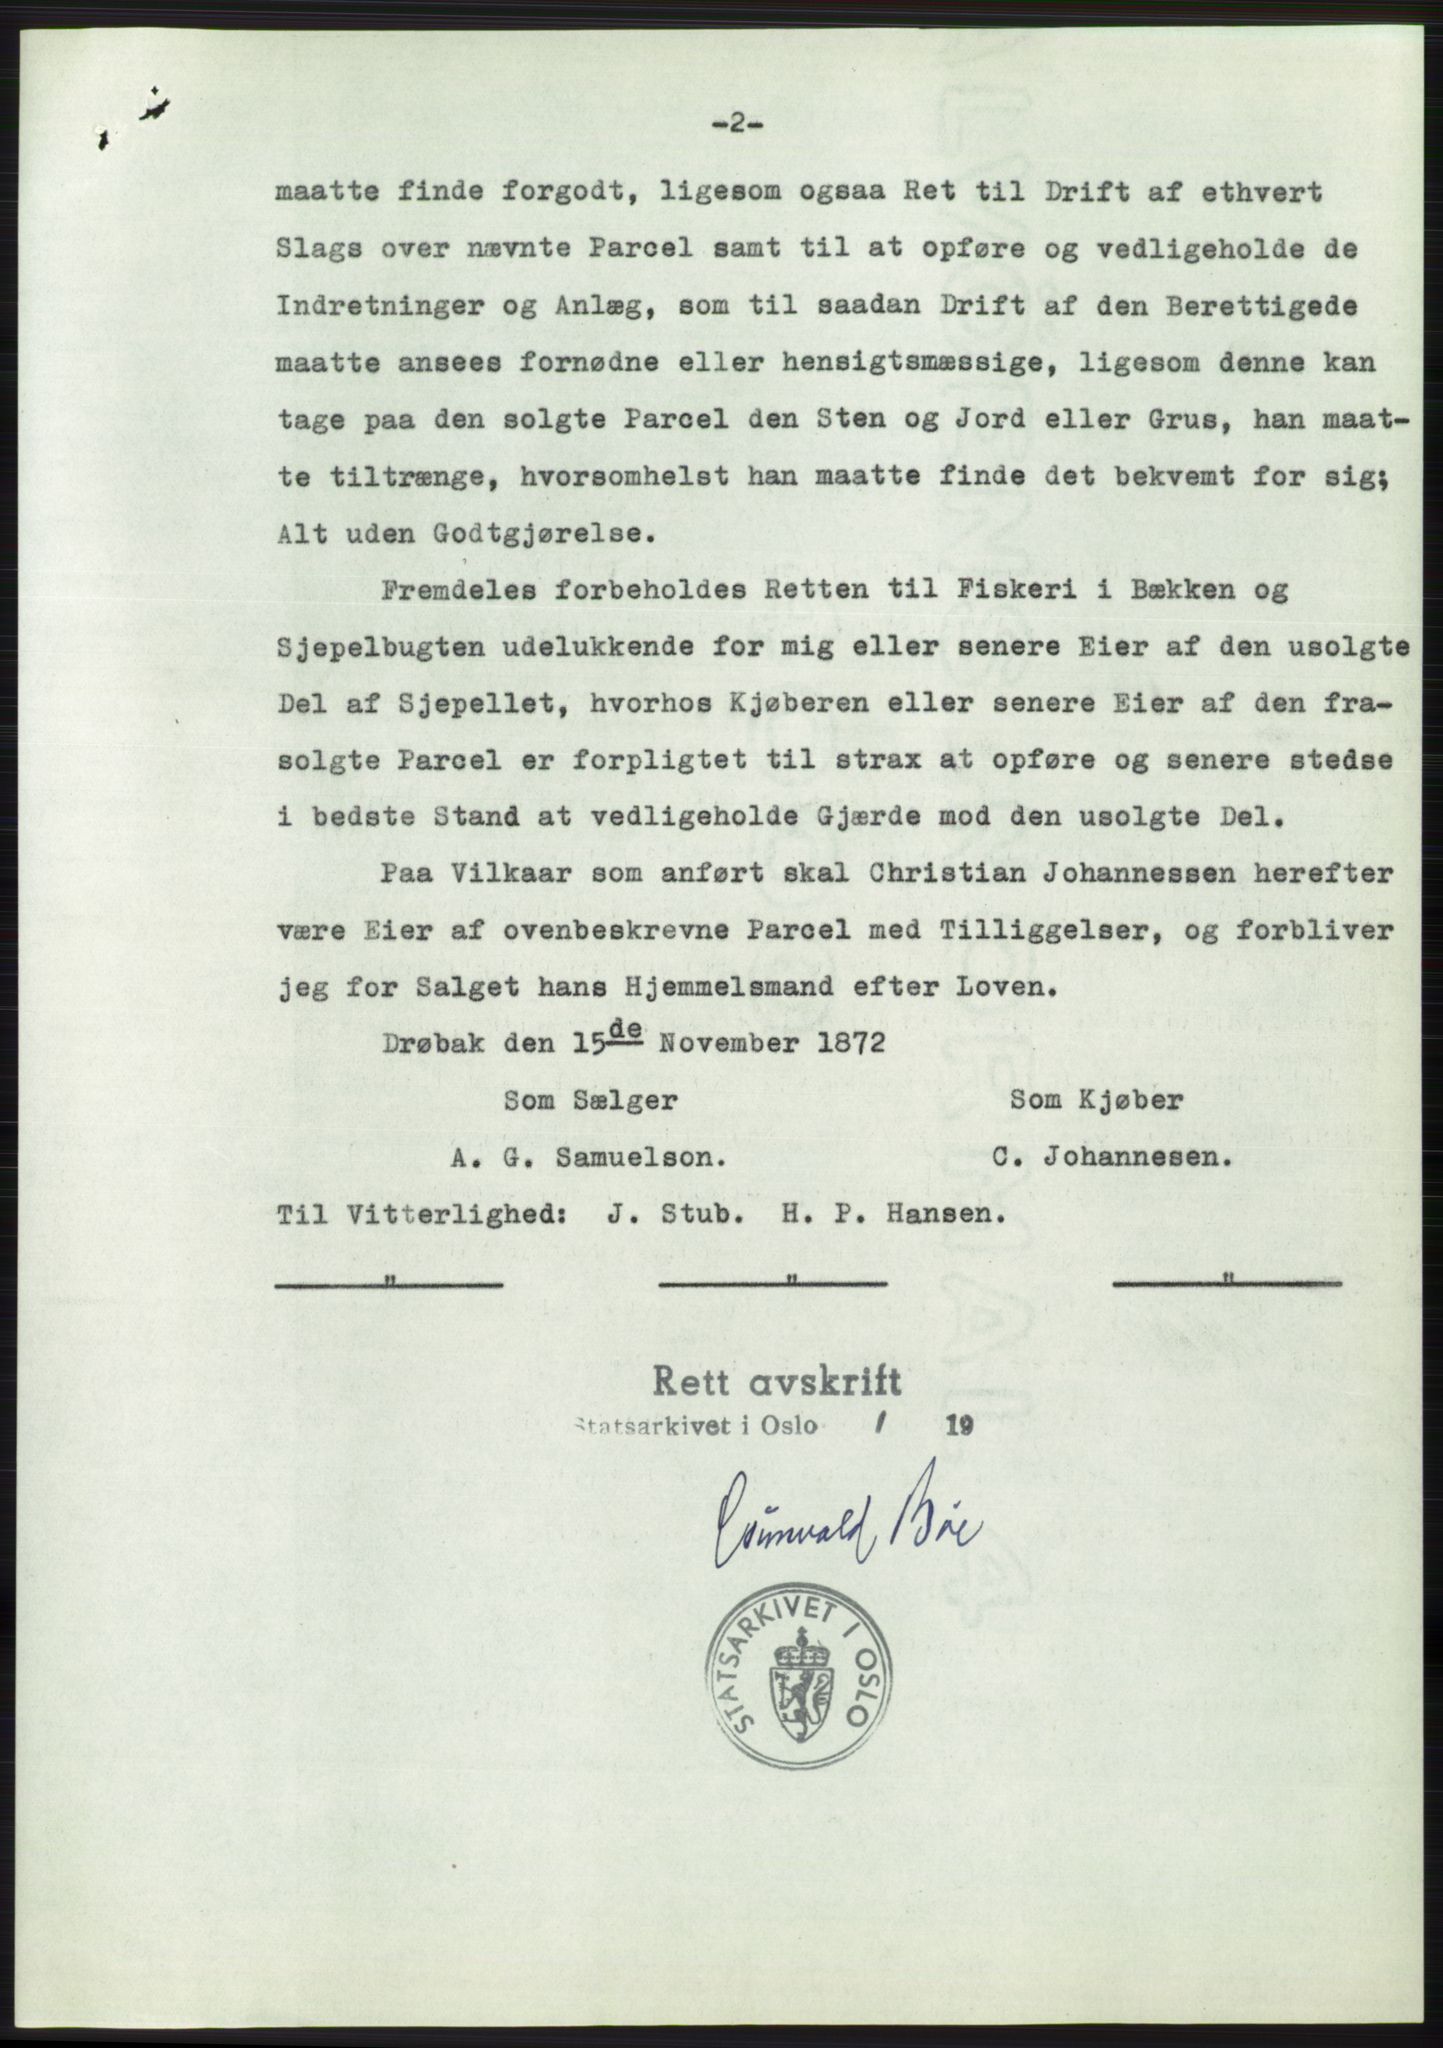 -2-
maatte finde forgodt, ligesom ogsaa Ret til Drift af ethvert
Slags over nævnte Parcel samt til at opføre og vedligeholde de
Indretninger og Anlæg, som til saadan Drift af den Berettigede
maatte ansees fornødne eller hensigtsmæssige, ligesom denne kan
tage paa den solgte Parcel den Sten og Jord eller Grus, han maat-
te tiltrænge, hvorsomhelst han maatte finde det bekvemt for sig;
Alt uden Godtgjørelse.
Fremdeles forbeholdes Retten til Fiskeri i Bækken og
Sjepelbugten udelukkende for mig eller senere Eier af den usolgte
Del af Sjepellet, hvorhos Kjøberen eller senere Eier af den fra-
solgte Parcel er forpligtet til strax at opføre og senere stedse
i bedste Stand at vedligeholde Gjærde mod den usolgte Del.
Paa Vilkaar som anført skal Christian Johannessen herefter
være Eier af ovenbeskrevne Parcel med Tilliggelser, og forbliver
jeg for Salget hans Hjemmelsmand efter Loven.
Drøbak den 15de November 1872
Som Sælger Som Kjøber
A. G. Samuelson. C. Johannesen.
Til Vitterlighed: J. Stub. H. P. Hansen.
" " "
Rett avskrift
Statsarkivet i Oslo / 19
Gunvald Bøe
STATSARKIVET I OSLO